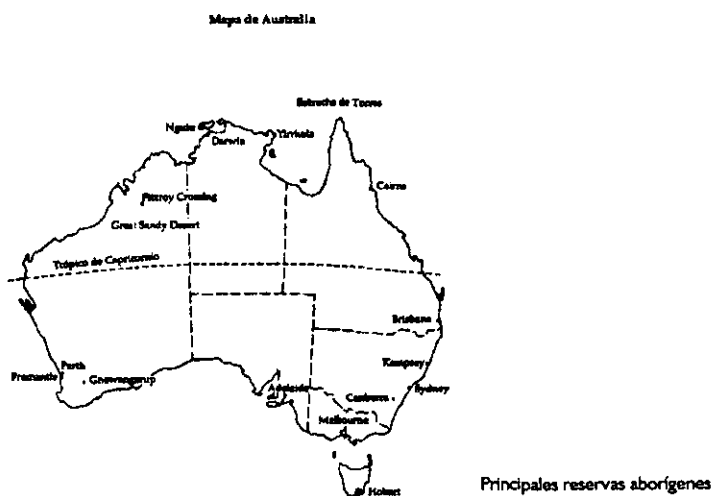 Mapa de Australia
Estrecho de Torres
Nguiu
Darwin
Yirrkala
Cairns
Fitzroy Crossing
Great Sandy Desert
Trópico de Capricornio
Brisbane
Kempsey
Perth
Fremantle
Gnowangerup
Adelaide
Canberra
Sydney
Melbourne
Hobart
Principales reservas aborígenes